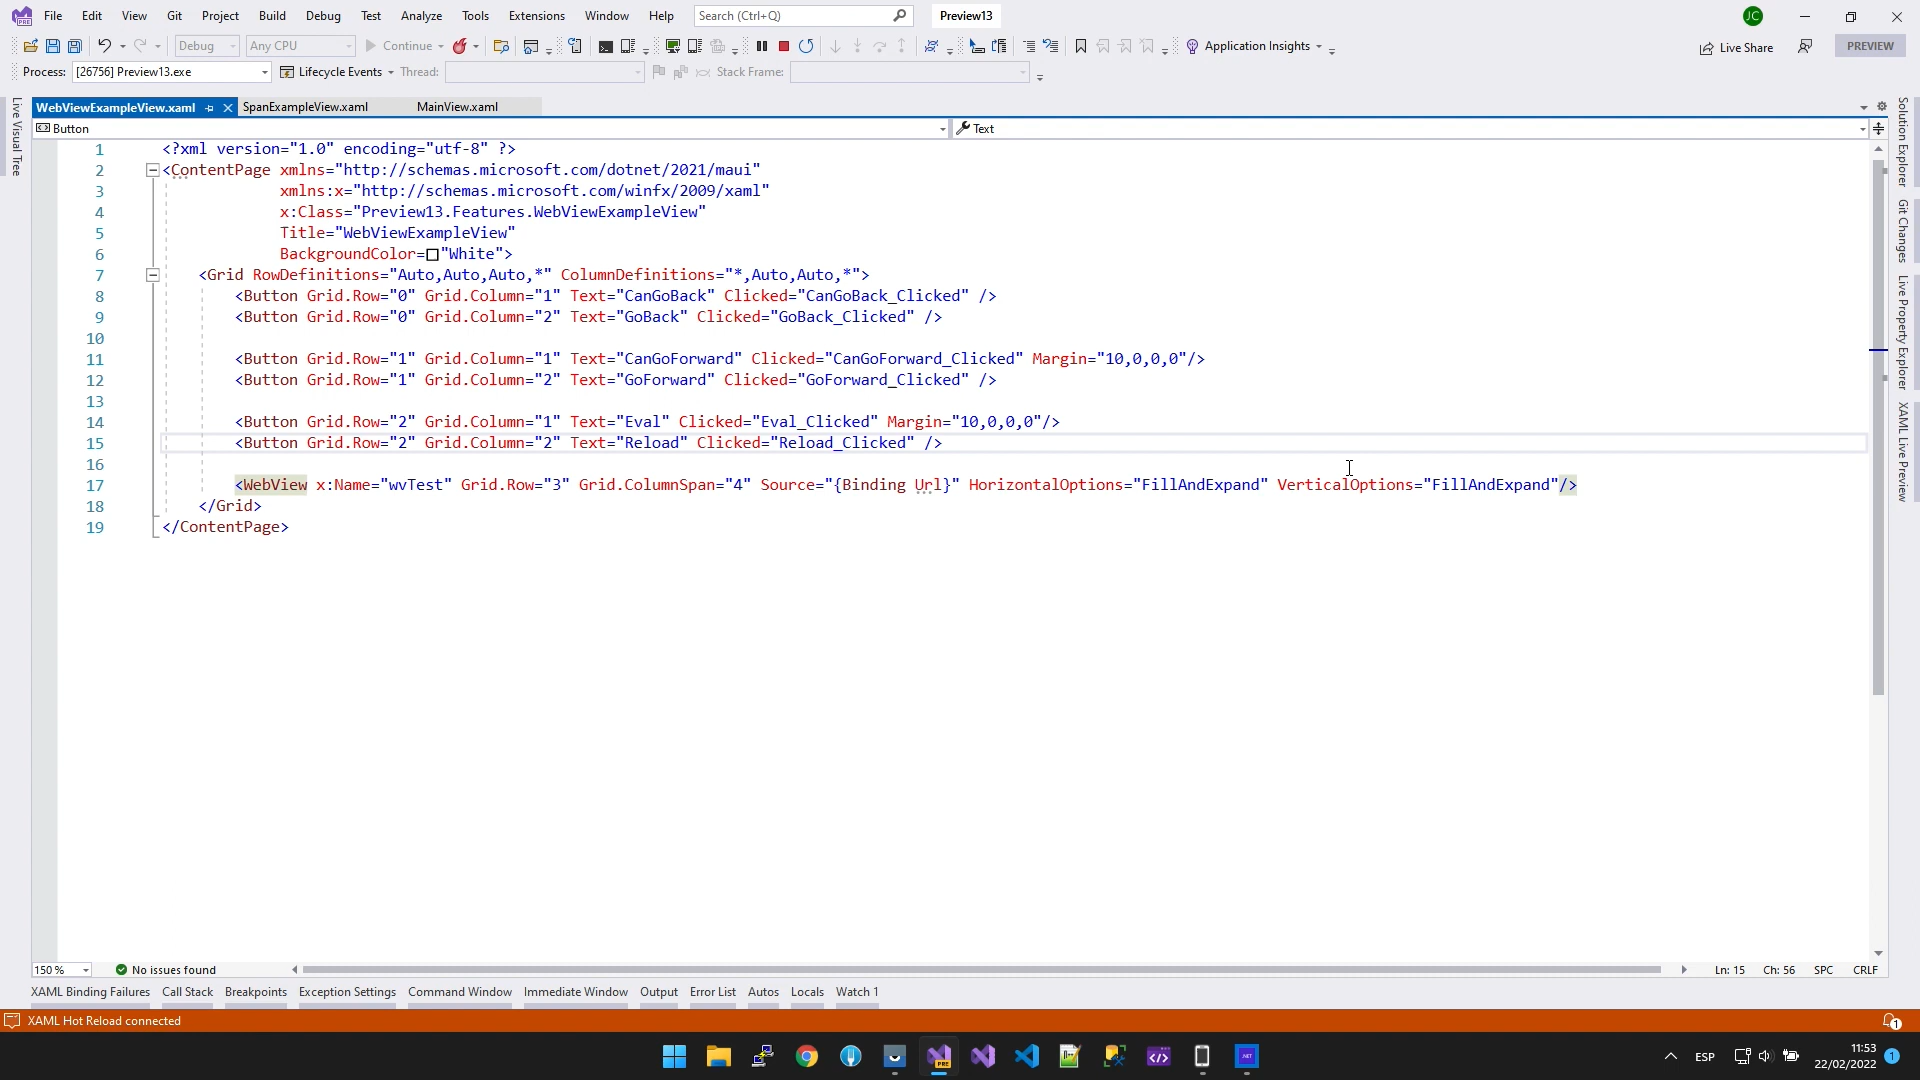 File Edit View Git Project Build Debug Test Analyze Tools Extensions Window Help Search (Ctrl+Q) Preview13 JC
Debug Any CPU Continue Application Insights Live Share PREVIEW
Process: [26756] Preview13.exe Lifecycle Events Thread: Stack Frame:
WebViewExampleView.xaml SpanExampleView.xaml MainView.xaml
Button Text
1 <?xml version="1.0" encoding="utf-8" ?>
2 <ContentPage xmlns="http://schemas.microsoft.com/dotnet/2021/maui"
3 xmlns:x="http://schemas.microsoft.com/winfx/2009/xaml"
4 x:Class="Preview13.Features.WebViewExampleView"
5 Title="WebViewExampleView"
6 BackgroundColor="White">
7 <Grid RowDefinitions="Auto,Auto,Auto,*" ColumnDefinitions="*,Auto,Auto,*">
8 <Button Grid.Row="0" Grid.Column="1" Text="CanGoBack" Clicked="CanGoBack_Clicked" />
9 <Button Grid.Row="0" Grid.Column="2" Text="GoBack" Clicked="GoBack_Clicked" />
10
11 <Button Grid.Row="1" Grid.Column="1" Text="CanGoForward" Clicked="CanGoForward_Clicked" Margin="10,0,0,0"/>
12 <Button Grid.Row="1" Grid.Column="2" Text="GoForward" Clicked="GoForward_Clicked" />
13
14 <Button Grid.Row="2" Grid.Column="1" Text="Eval" Clicked="Eval_Clicked" Margin="10,0,0,0"/>
15 <Button Grid.Row="2" Grid.Column="2" Text="Reload" Clicked="Reload_Clicked" />
16
17 <WebView x:Name="wvTest" Grid.Row="3" Grid.ColumnSpan="4" Source="{Binding Url}" HorizontalOptions="FillAndExpand" VerticalOptions="FillAndExpand"/>
18 </Grid>
19 </ContentPage>
Live Visual Tree
Solution Explorer
Git Changes
Live Property Explorer
XAML Live Preview
150 % No issues found Ln: 15 Ch: 56 SPC CRLF
XAML Binding Failures Call Stack Breakpoints Exception Settings Command Window Immediate Window Output Error List Autos Locals Watch 1
XAML Hot Reload connected 1
PRE .NET ESP 11:53
22/02/2022 1